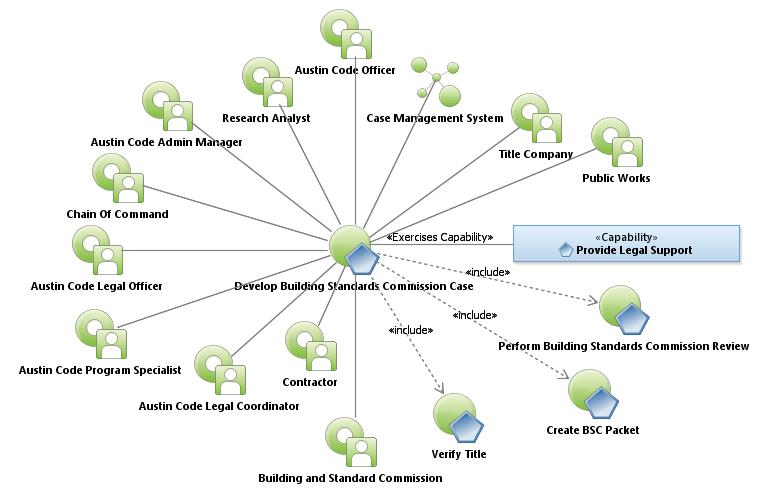 Austin Code Officer
Research Analyst
Case Management System
Austin Code Admin Manager
Title Company
Public Works
Chain Of Command
«Exercises Capability»
«Capability»
Provide Legal Support
Austin Code Legal Officer
Develop Building Standards Commission Case
«include»
«include»
«include»
Perform Building Standards Commission Review
Austin Code Program Specialist
Contractor
Austin Code Legal Coordinator
Create BSC Packet
Verify Title
Building and Standard Commission